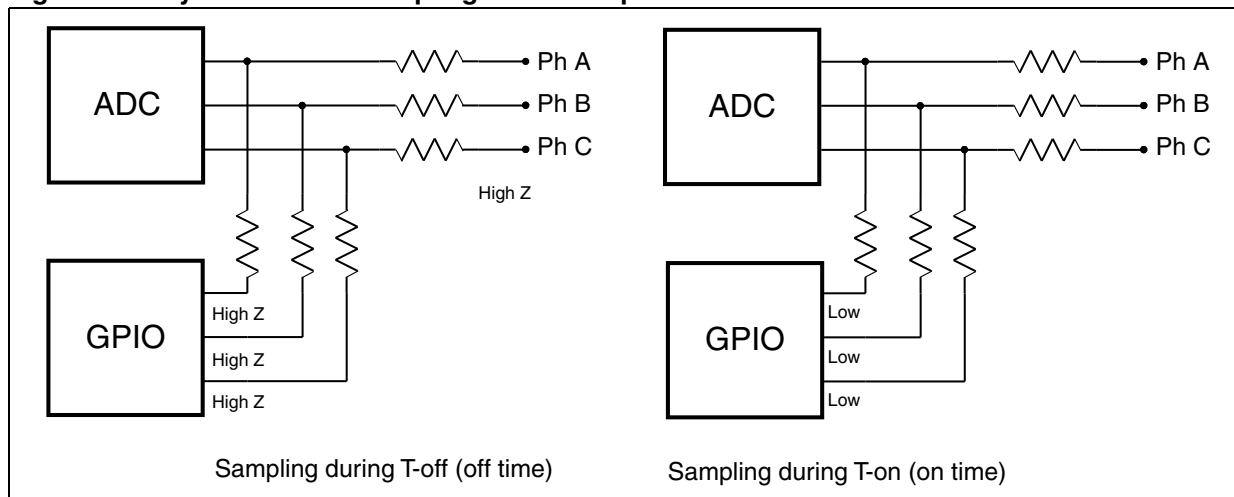 ADC
Ph A
Ph B
Ph C
High Z
GPIO
High Z
High Z
High Z
Sampling during T-off (off time)
ADC
Ph A
Ph B
Ph C
GPIO
Low
Low
Low
Sampling during T-on (on time)